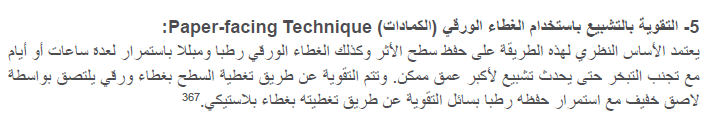 5- التقوية بالتشبيع باستخدام الغطاء الورقي (الكمادات) Paper-facing Technique:
يعتمد الأساس النظري لهذه الطريقة على حفظ سطح الأثر وكذلك الغطاء الورقي رطبا ومبللا باستمرار لعدة ساعات أو أيام
مع تجنب التبخر حتى يحدث تشبيع لأكبر عمق ممكن. وتتم التقوية عن طريق تغطية السطح بغطاء ورقي يلتصق بواسطة
لاصق خفيف مع استمرار حفظه رطبا بسائل التقوية عن طريق تغطيته بغطاء بلاستيكي.367